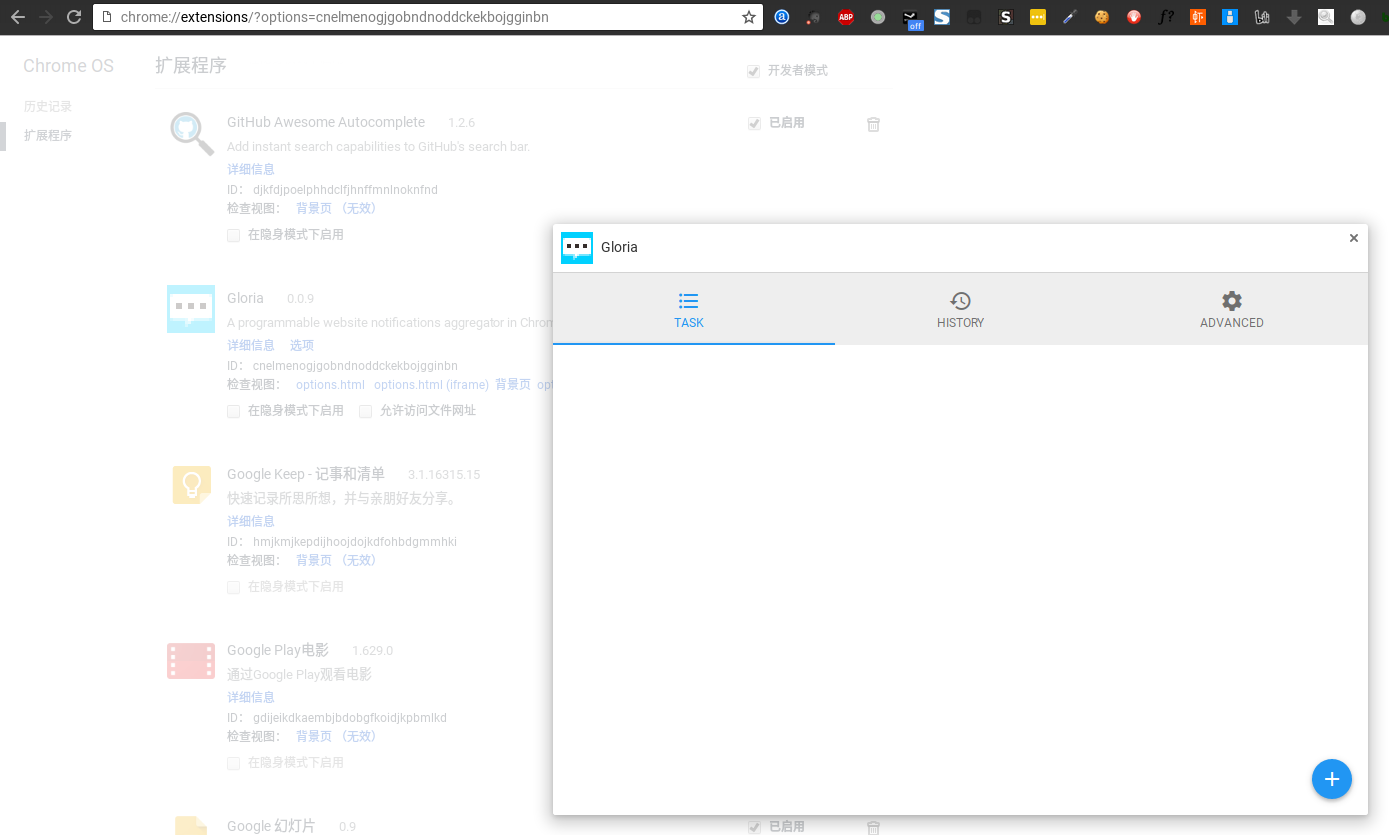 chrome://extensions/?options=cnelmenogjgobndnoddckekbojgginbn
ABP
off
S
S
f?
虾
Chrome OS
历史记录
扩展程序
扩展程序
开发者模式
GitHub Awesome Autocomplete 1.2.6
已启用
Add instant search capabilities to GitHub's search bar.
详细信息
ID： djkfdjpoelphhdclfjhnffmnlnoknfnd
检查视图： 背景页 （无效）
在隐身模式下启用
Gloria 0.0.9
A programmable website notifications aggregator in Chrom
详细信息 选项
ID： cnelmenogjgobndnoddckekbojgginbn
检查视图： options.html options.html (iframe) 背景页 opt
在隐身模式下启用 允许访问文件网址
Google Keep - 记事和清单 3.1.16315.15
快速记录所思所想，并与亲朋好友分享。
详细信息
ID： hmjkmjkepdijhoojdojkdfohbdgmmhki
检查视图： 背景页 （无效）
在隐身模式下启用
Google Play电影 1.629.0
通过Google Play观看电影
详细信息
ID： gdijeikdkaembjbdobgfkoidjkpbmlkd
检查视图： 背景页 （无效）
在隐身模式下启用
Google 幻灯片 0.9
已启用
Gloria
×
TASK
HISTORY
ADVANCED
+